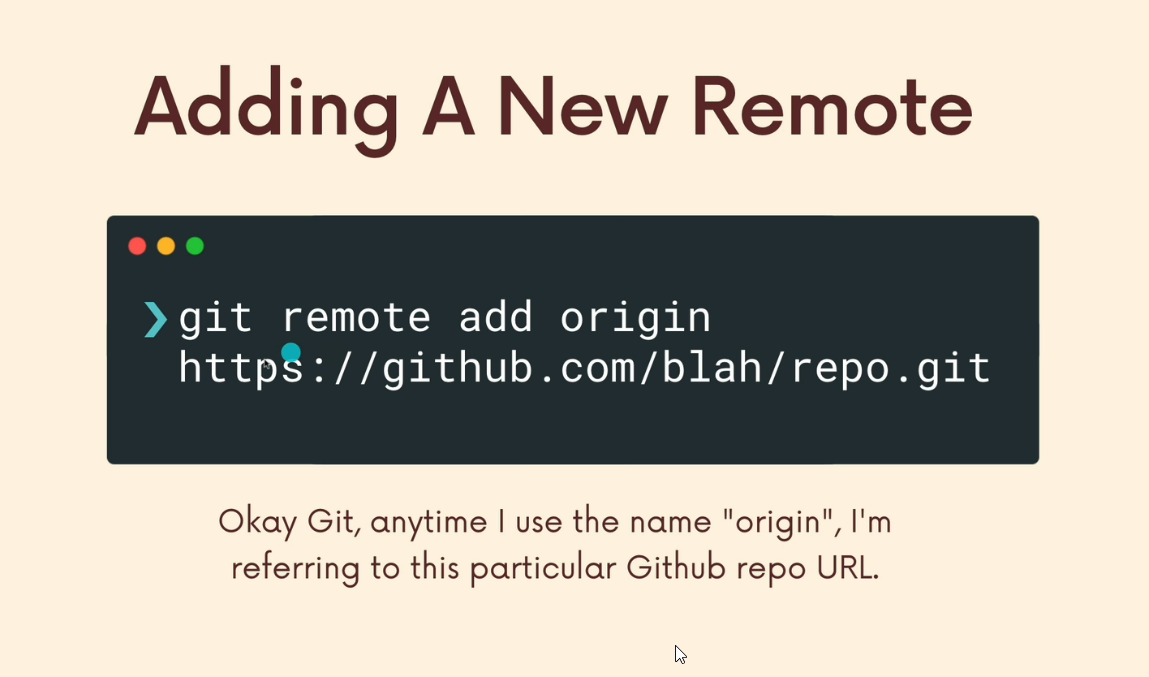 Adding A New Remote
❯ git remote add origin
https://github.com/blah/repo.git
Okay Git, anytime I use the name "origin", I'm
referring to this particular Github repo URL.